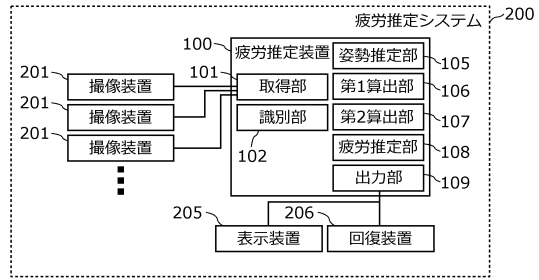 疲労推定システム
200
100
疲労推定装置
姿勢推定部
105
201
撮像装置
101
取得部
第1算出部
106
201
撮像装置
識別部
102
第2算出部
107
201
撮像装置
疲労推定部
108
出力部
109
205
表示装置
206
回復装置